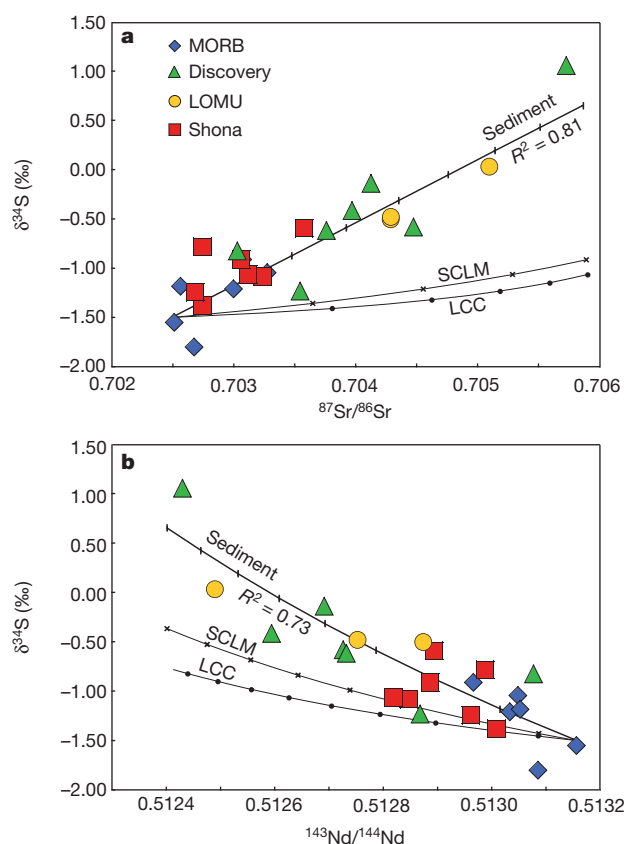 a
MORB
Discovery
LOMU
Shona
Sediment
R² = 0.81
SCLM
LCC
1.50
1.00
0.50
0.00
−0.50
−1.00
−1.50
−2.00
δ³⁴S (‰)
0.702 0.703 0.704 0.705 0.706
⁸⁷Sr/⁸⁶Sr
b
Sediment
R² = 0.73
SCLM
LCC
1.50
1.00
0.50
0.00
−0.50
−1.00
−1.50
−2.00
δ³⁴S (‰)
0.5124 0.5126 0.5128 0.5130 0.5132
¹⁴³Nd/¹⁴⁴Nd